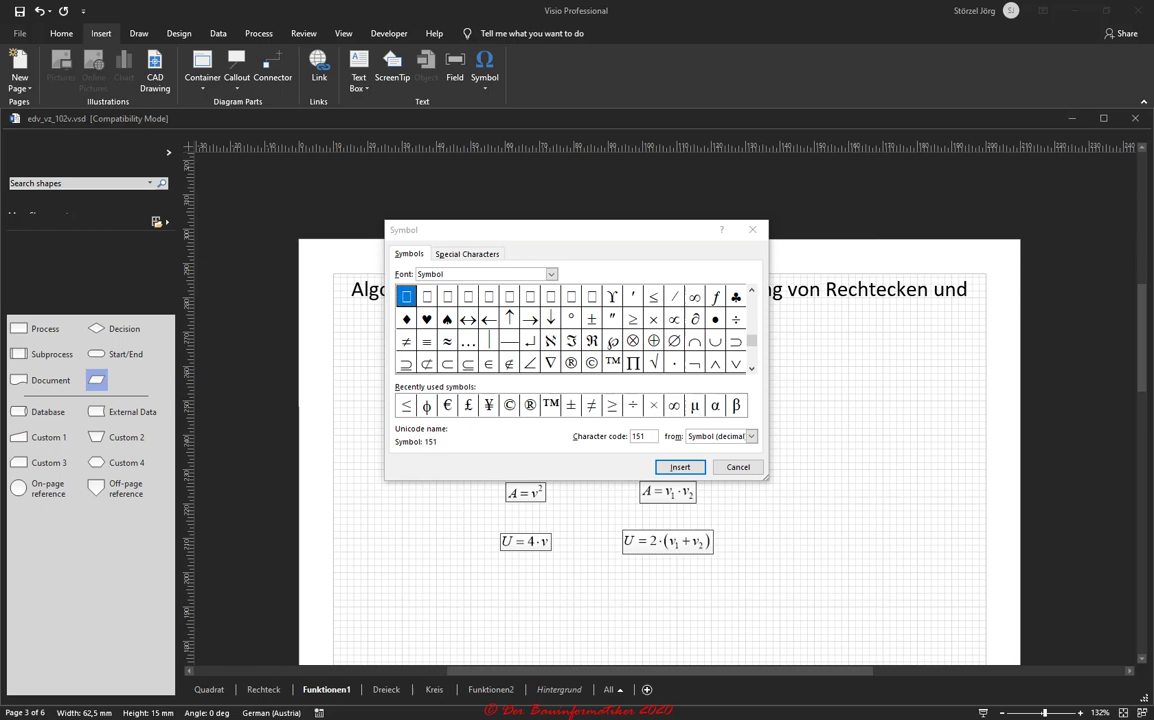 Visio Professional
Störzel Jörg SJ
File Home Insert Draw Design Data Process Review View Developer Help Tell me what you want to do Share
New Page Pictures Online Pictures Chart CAD Drawing Container Callout Connector Link Text Box ScreenTip Object Field Symbol
Pages Illustrations Diagram Parts Links Text
edv_vz_102v.vsd [Compatibility Mode]
Search shapes
Process Decision
Subprocess Start/End
Document
Database External Data
Custom 1 Custom 2
Custom 3 Custom 4
On-page reference Off-page reference
Algo
ng von Rechtecken und
Symbol ?
Symbols Special Characters
Font: Symbol
ϒ ′ ≤ ⁄ ∞ ƒ ♣
♦ ♥ ♠ ↔ ← ↑ → ↓ ° ± ″ ≥ × ∝ ∂ • ÷
≠ ≡ ≈ … | — ↵ ℵ ℑ ℜ ℘ ⊗ ⊕ ∅ ∩ ∪ ⊃
⊇ ⊄ ⊂ ⊆ ∈ ∉ ∠ ∇ ® © ™ ∏ √ ⋅ ¬ ∧ ∨
Recently used symbols:
≤ ϕ € £ ¥ © ® ™ ± ≠ ≥ ÷ × ∞ µ α β
Unicode name:
Symbol: 151
Character code: 151 from: Symbol (decimal
Insert Cancel
A = v² A = v₁ · v₂
U = 4 · v U = 2 · (v₁ + v₂)
Quadrat Rechteck Funktionen1 Dreieck Kreis Funktionen2 Hintergrund All
Page 3 of 6 Width: 62,5 mm Height: 15 mm Angle: 0 deg German (Austria) 132%
© Der Bauinformatiker 2020